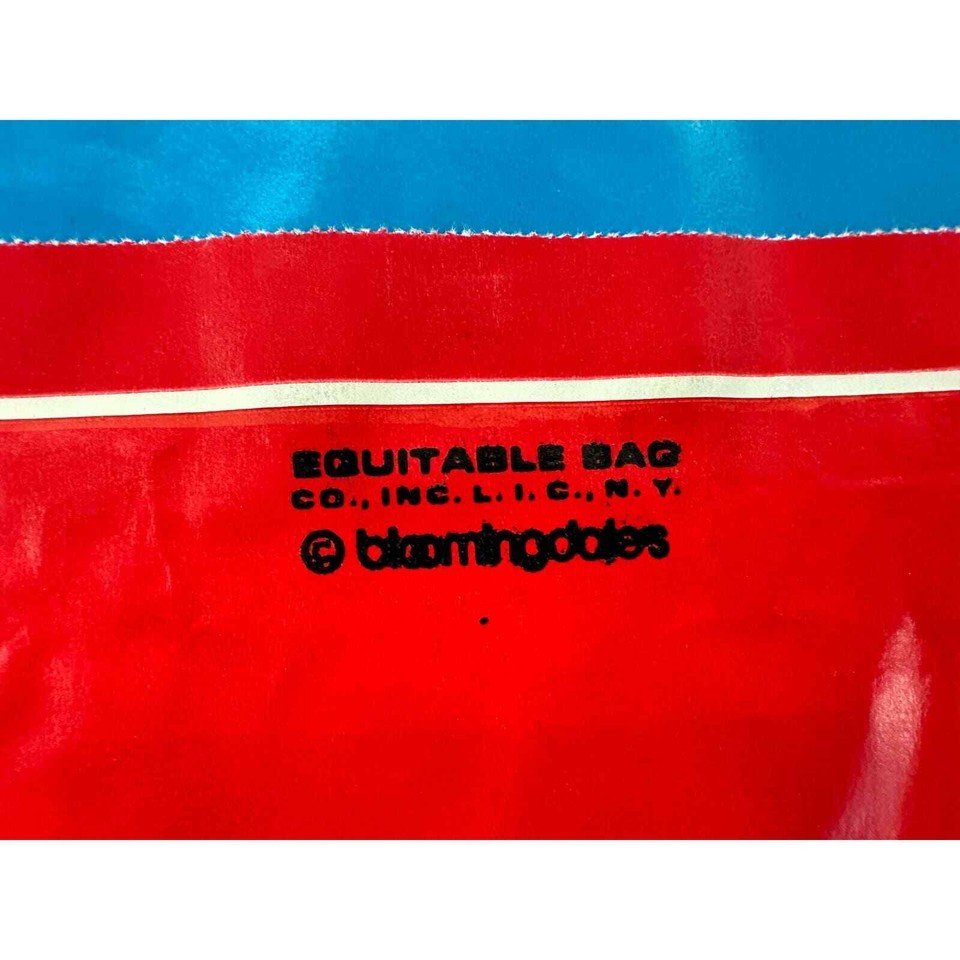 EQUITABLE BAG
CO., INC. L. I. C., N. Y.
© bloomingdales